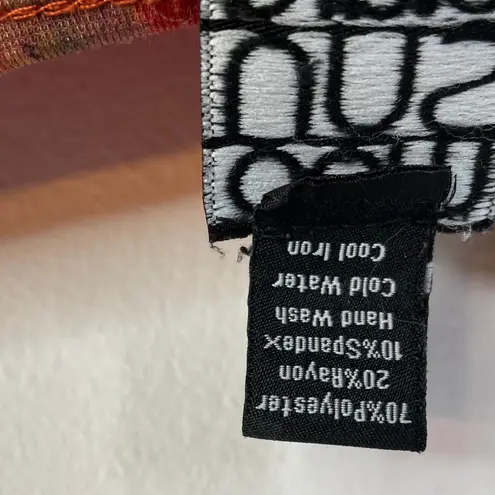 70%Polyester
20%Rayon
10%Spandex
Hand Wash
Cold Water
Cool Iron